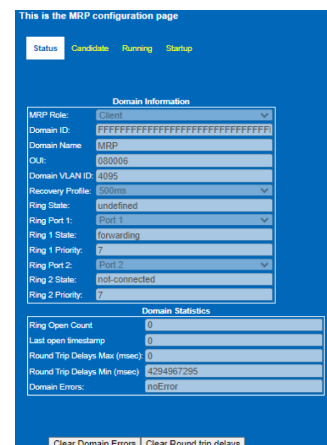 This is the MRP configuration page
Status Candidate Running Startup
Domain Information
MRP Role: Client
Domain ID: FFFFFFFFFFFFFFFFFFFFFFFFFFFFFFFF
Domain Name MRP
OUI: 080006
Domain VLAN ID: 4095
Recovery Profile: 500ms
Ring State: undefined
Ring Port 1: Port 1
Ring 1 State: forwarding
Ring 1 Priority: 7
Ring Port 2: Port 2
Ring 2 State: not-connected
Ring 2 Priority: 7
Domain Statistics
Ring Open Count 0
Last open timestamp 0
Round Trip Delays Max (msec): 0
Round Trip Delays Min (msec) 4294967295
Domain Errors: noError
Clear Domain Errors Clear Round trip delays